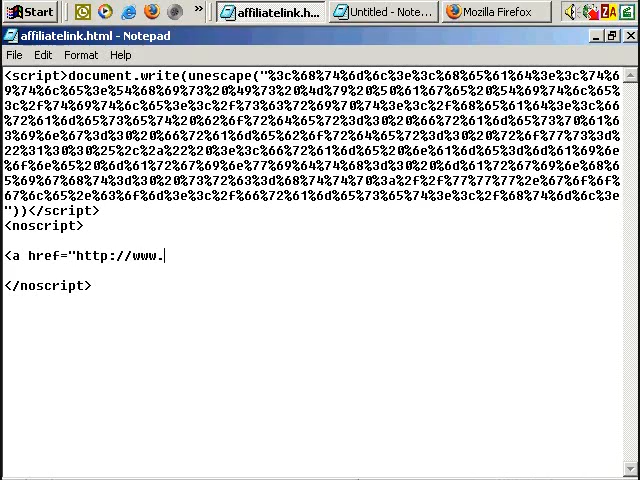 Start
»
affiliatelink.h...
Untitled - Note...
Mozilla Firefox
affiliatelink.html - Notepad
File Edit Format Help
<script>document.write(unescape("%3c%68%74%6d%6c%3e%3c%68%65%61%64%3e%3c%74%6
9%74%6c%65%3e%54%68%69%73%20%49%73%20%4d%79%20%50%61%67%65%20%54%69%74%6c%65%
3c%2f%74%69%74%6c%65%3e%3c%2f%73%63%72%69%70%74%3e%3c%2f%68%65%61%64%3e%3c%66
%72%61%6d%65%73%65%74%20%62%6f%72%64%65%72%3d%30%20%66%72%61%6d%65%73%70%61%6
3%69%6e%67%3d%30%20%66%72%61%6d%65%62%6f%72%64%65%72%3d%30%20%72%6f%77%73%3d%
22%31%30%30%25%2c%2a%22%20%3e%3c%66%72%61%6d%65%20%6e%61%6d%65%3d%6d%61%69%6e
%6f%6e%65%20%6d%61%72%67%69%6e%77%69%64%74%68%3d%30%20%6d%61%72%67%69%6e%68%6
5%69%67%68%74%3d%30%20%73%72%63%3d%68%74%74%70%3a%2f%2f%77%77%77%2e%67%6f%6f%
67%6c%65%2e%63%6f%6d%3e%3c%2f%66%72%61%6d%65%73%65%74%3e%3c%2f%68%74%6d%6c%3e
"))</script>
<noscript>
<a href="http://www.
</noscript>